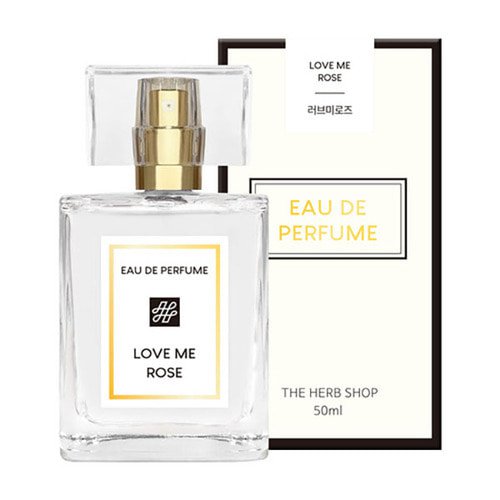 EAU DE PERFUME
LOVE ME
ROSE
LOVE ME
ROSE
러브미로즈
EAU DE
PERFUME
THE HERB SHOP
50ml